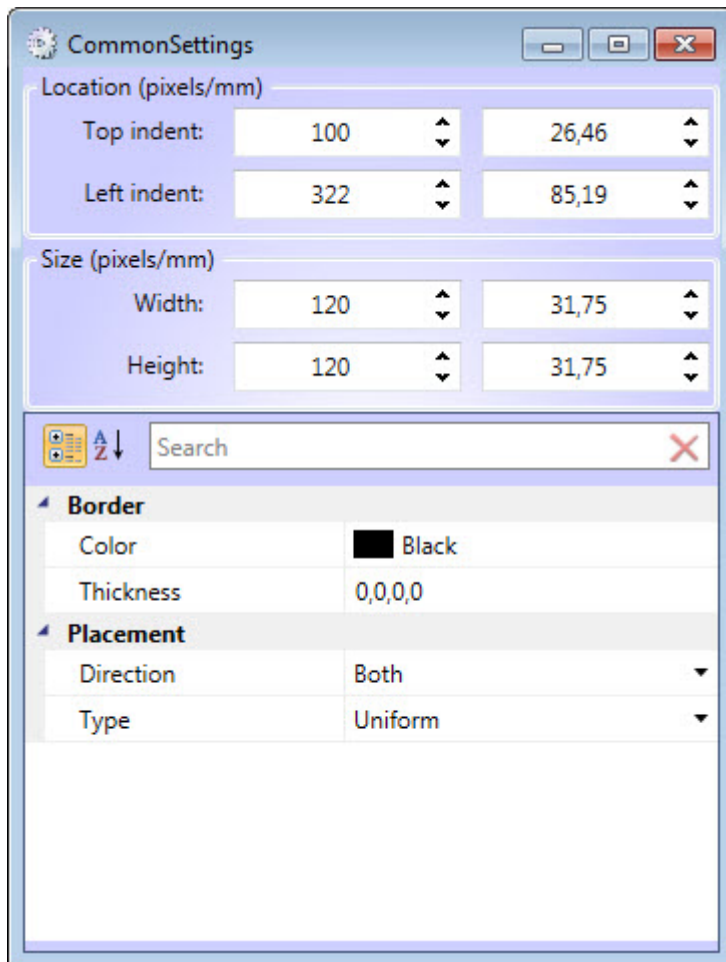 CommonSettings
Location (pixels/mm)
Top indent: 100 26,46
Left indent: 322 85,19
Size (pixels/mm)
Width: 120 31,75
Height: 120 31,75
A Z Search
Border
Color Black
Thickness 0,0,0,0
Placement
Direction Both
Type Uniform